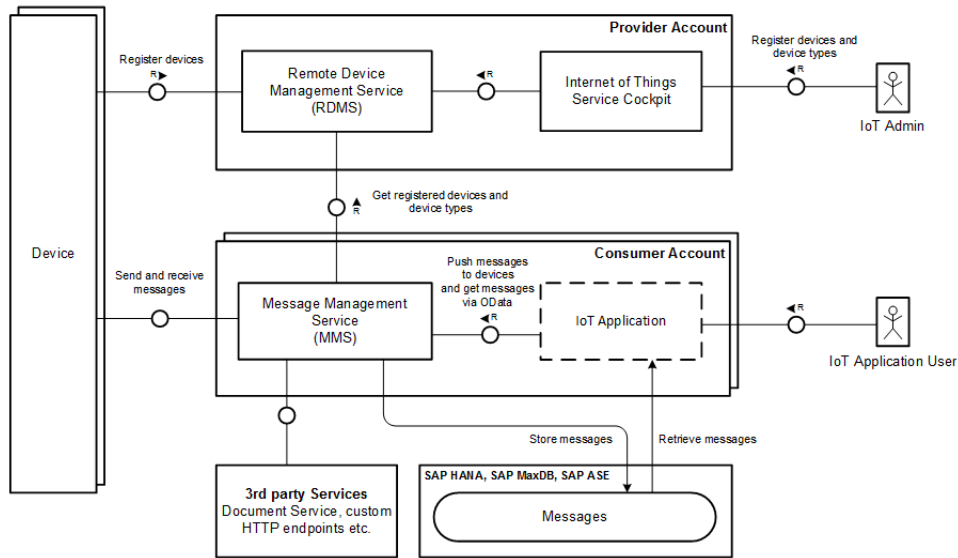 Provider Account
Register devices
R
Remote Device
Management Service
(RDMS)
R
Internet of Things
Service Cockpit
Register devices and
device types
R
IoT Admin
Get registered devices and
device types
R
Device
Consumer Account
Send and receive
messages
Message Management
Service
(MMS)
Push messages
to devices
and get messages
via OData
R
IoT Application
R
IoT Application User
Store messages
Retrieve messages
3rd party Services
Document Service, custom
HTTP endpoints etc.
SAP HANA, SAP MaxDB, SAP ASE
Messages